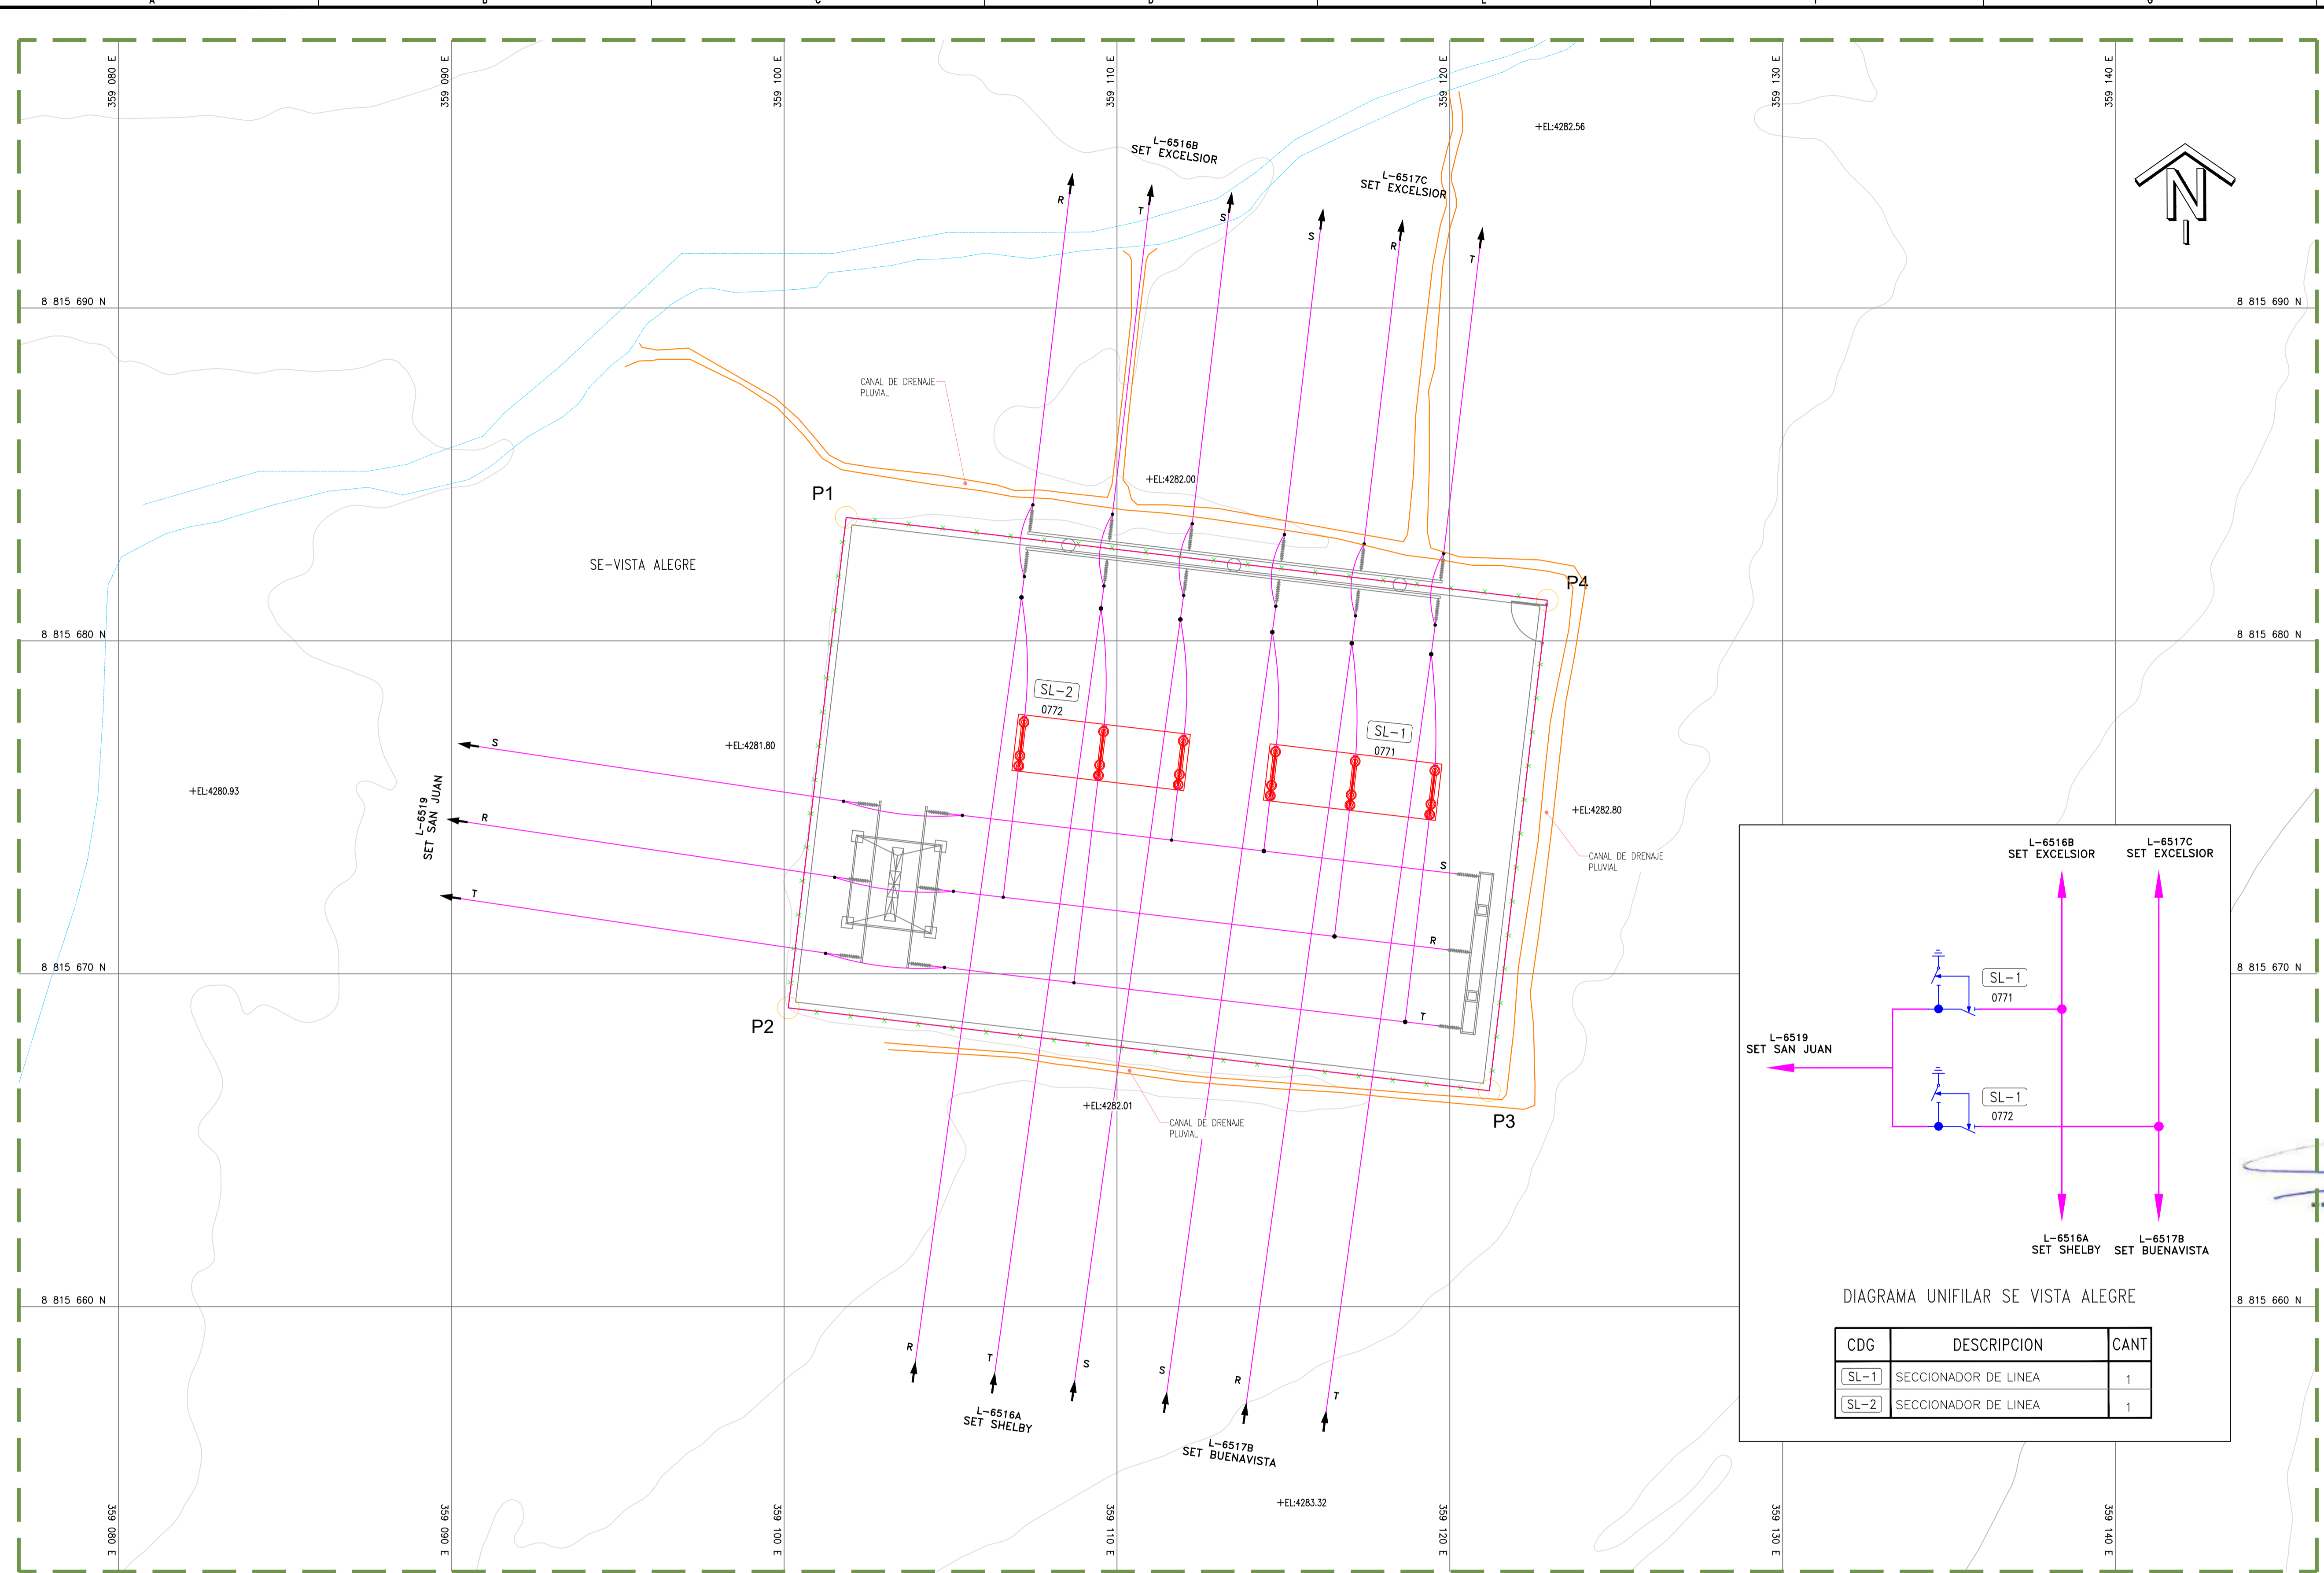 A B C D E F G
359 080 E
359 090 E
359 100 E
359 110 E
359 120 E
359 130 E
359 140 E
+EL:4282.56
L-6516B
SET EXCELSIOR
L-6517C
SET EXCELSIOR
N
R
T
S
S
R
T
8 815 690 N
8 815 690 N
CANAL DE DRENAJE
PLUVIAL
+EL:4282.00
P1
SE-VISTA ALEGRE
P4
8 815 680 N
8 815 680 N
SL-2
0772
SL-1
0771
S
+EL:4281.80
+EL:4280.93
L-6519
SET SAN JUAN
R
T
+EL:4282.80
CANAL DE DRENAJE
PLUVIAL
S
R
T
8 815 670 N
8 815 670 N
P2
P3
+EL:4282.01
CANAL DE DRENAJE
PLUVIAL
L-6516B
SET EXCELSIOR
L-6517C
SET EXCELSIOR
SL-1
0771
L-6519
SET SAN JUAN
SL-1
0772
L-6516A
SET SHELBY
L-6517B
SET BUENAVISTA
DIAGRAMA UNIFILAR SE VISTA ALEGRE
CDG DESCRIPCION CANT
SL-1 SECCIONADOR DE LINEA 1
SL-2 SECCIONADOR DE LINEA 1
8 815 660 N
8 815 660 N
R
T
S
S
R
T
L-6516A
SET SHELBY
L-6517B
SET BUENAVISTA
+EL:4283.32
359 080 E
359 090 E
359 100 E
359 110 E
359 120 E
359 130 E
359 140 E